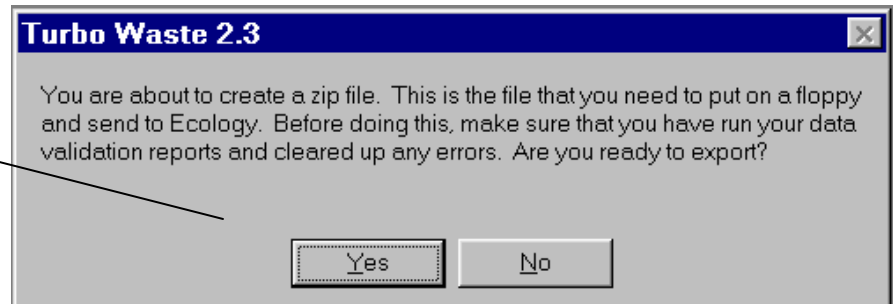 Turbo Waste 2.3
You are about to create a zip file. This is the file that you need to put on a floppy
and send to Ecology. Before doing this, make sure that you have run your data
validation reports and cleared up any errors. Are you ready to export?
Yes No